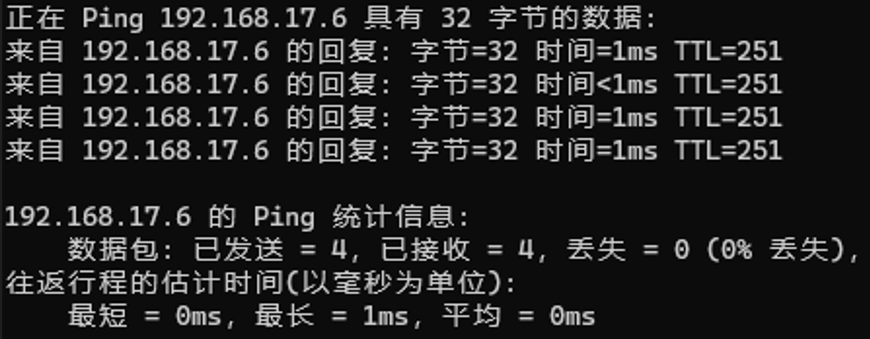 正在 Ping 192.168.17.6 具有 32 字节的数据:
来自 192.168.17.6 的回复: 字节=32 时间=1ms TTL=251
来自 192.168.17.6 的回复: 字节=32 时间<1ms TTL=251
来自 192.168.17.6 的回复: 字节=32 时间=1ms TTL=251
来自 192.168.17.6 的回复: 字节=32 时间=1ms TTL=251
192.168.17.6 的 Ping 统计信息:
数据包: 已发送 = 4, 已接收 = 4, 丢失 = 0 (0% 丢失),
往返行程的估计时间(以毫秒为单位):
最短 = 0ms, 最长 = 1ms, 平均 = 0ms